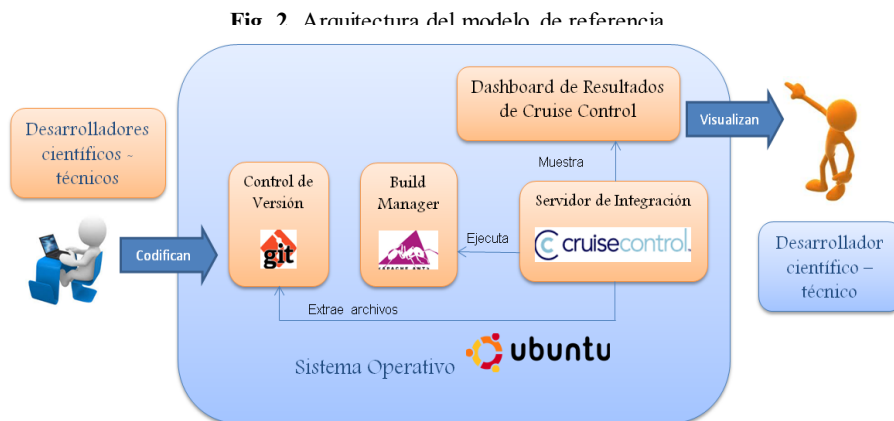 Fig. 2. Arquitectura del modelo de referencia
Dashboard de Resultados
de Cruise Control
Visualizan
Desarrolladores
científicos -
técnicos
Muestra
Control de
Versión
git
Build
Manager
APACHE ANT
Servidor de Integración
cruisecontrol.
Ejecuta
Codifican
Desarrollador
científico –
técnico
Extrae archivos
Sistema Operativo
ubuntu